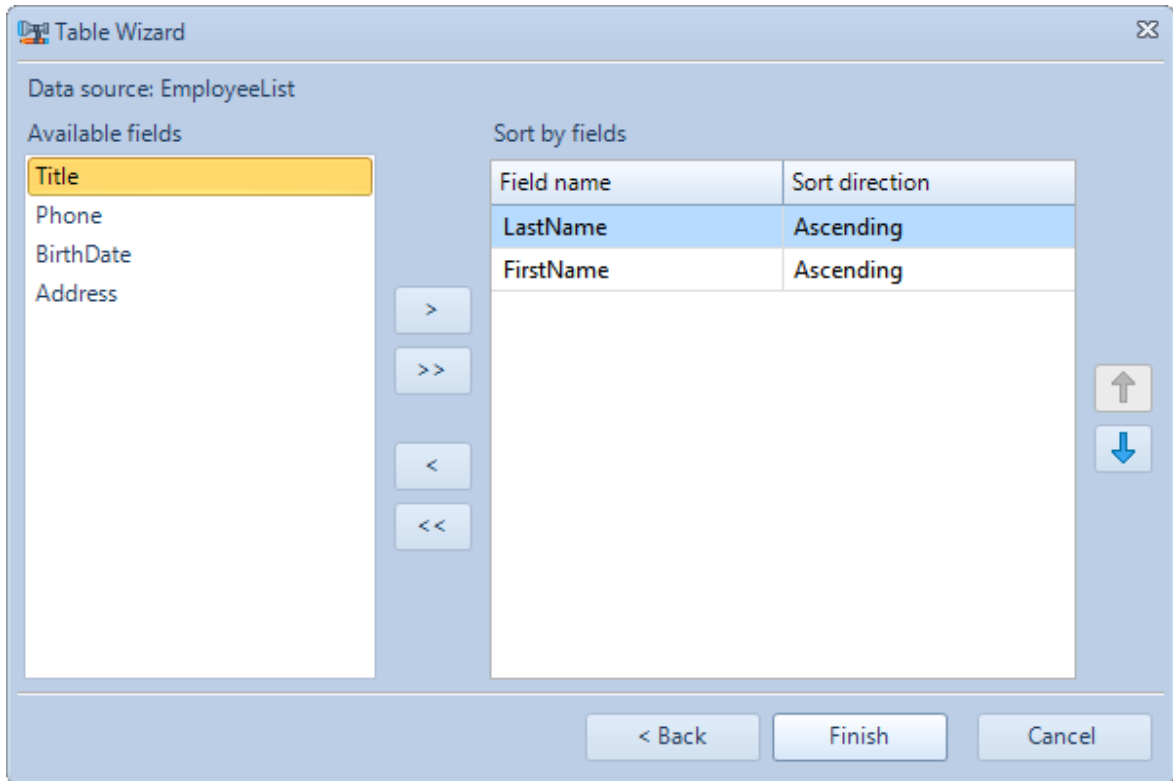 Table Wizard
Data source: EmployeeList
Available fields
Title
Phone
BirthDate
Address
>
>>
<
<<
Sort by fields
Field name Sort direction
LastName Ascending
FirstName Ascending
< Back Finish Cancel